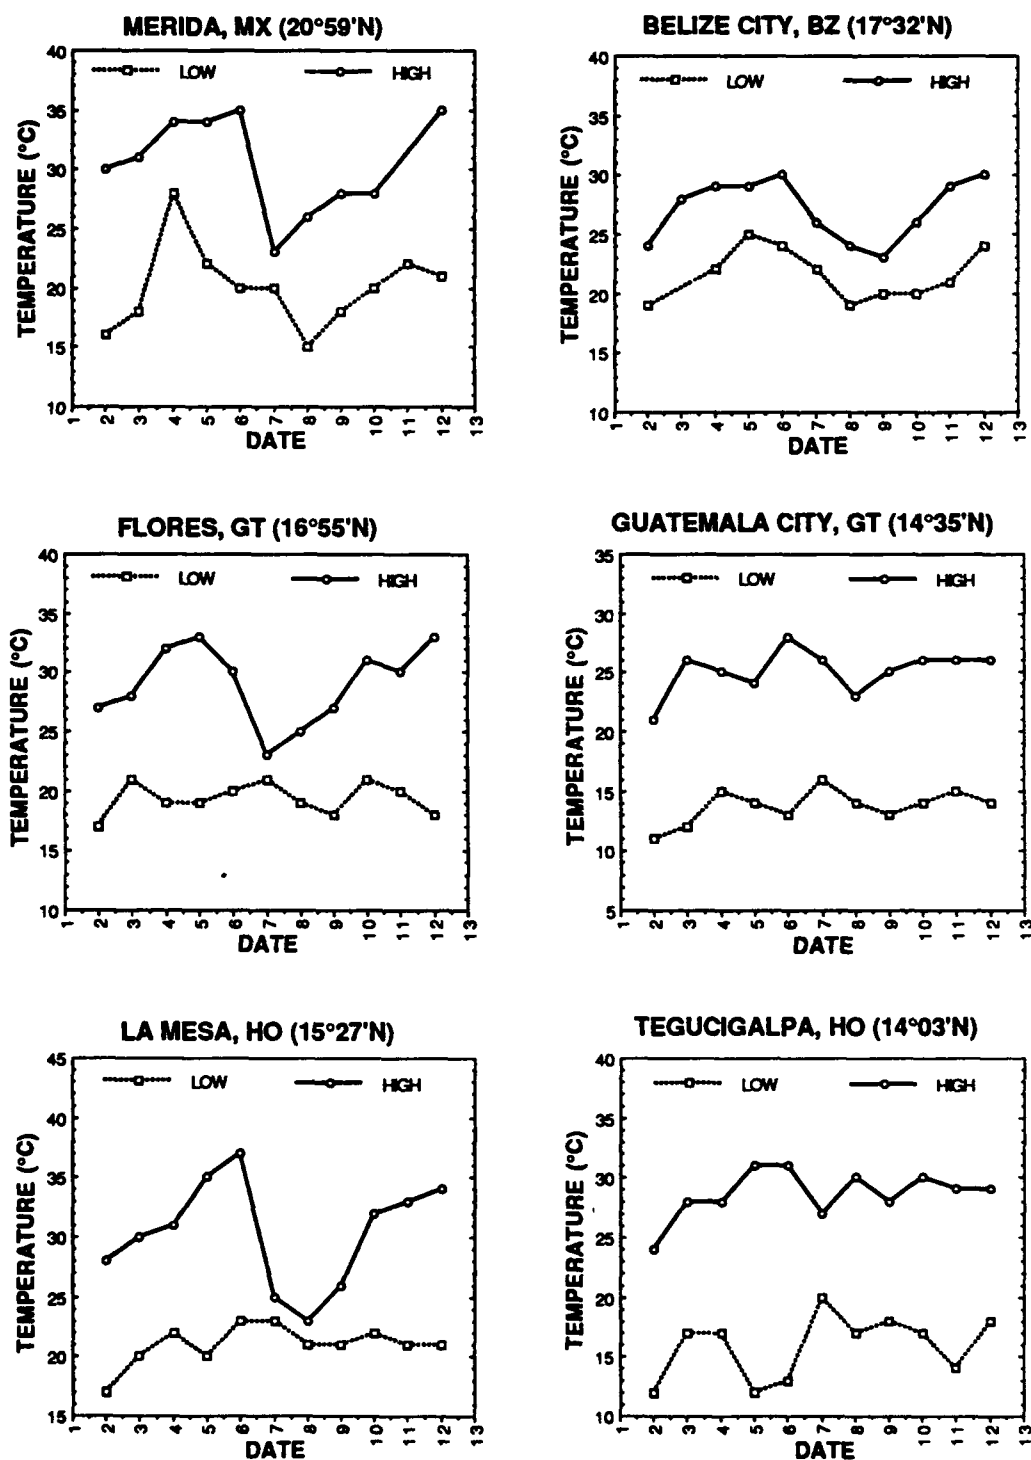 MERIDA, MX (20°59'N)
LOW HIGH
TEMPERATURE (°C)
40
35
30
25
20
15
10
1 2 3 4 5 6 7 8 9 10 11 12 13
DATE
BELIZE CITY, BZ (17°32'N)
LOW HIGH
TEMPERATURE (°C)
40
35
30
25
20
15
10
1 2 3 4 5 6 7 8 9 10 11 12 13
DATE
FLORES, GT (16°55'N)
LOW HIGH
TEMPERATURE (°C)
40
35
30
25
20
15
10
1 2 3 4 5 6 7 8 9 10 11 12 13
DATE
GUATEMALA CITY, GT (14°35'N)
LOW HIGH
TEMPERATURE (°C)
35
30
25
20
15
10
5
1 2 3 4 5 6 7 8 9 10 11 12 13
DATE
LA MESA, HO (15°27'N)
LOW HIGH
TEMPERATURE (°C)
45
40
35
30
25
20
15
1 2 3 4 5 6 7 8 9 10 11 12 13
DATE
TEGUCIGALPA, HO (14°03'N)
LOW HIGH
TEMPERATURE (°C)
40
35
30
25
20
15
10
1 2 3 4 5 6 7 8 9 10 11 12 13
DATE